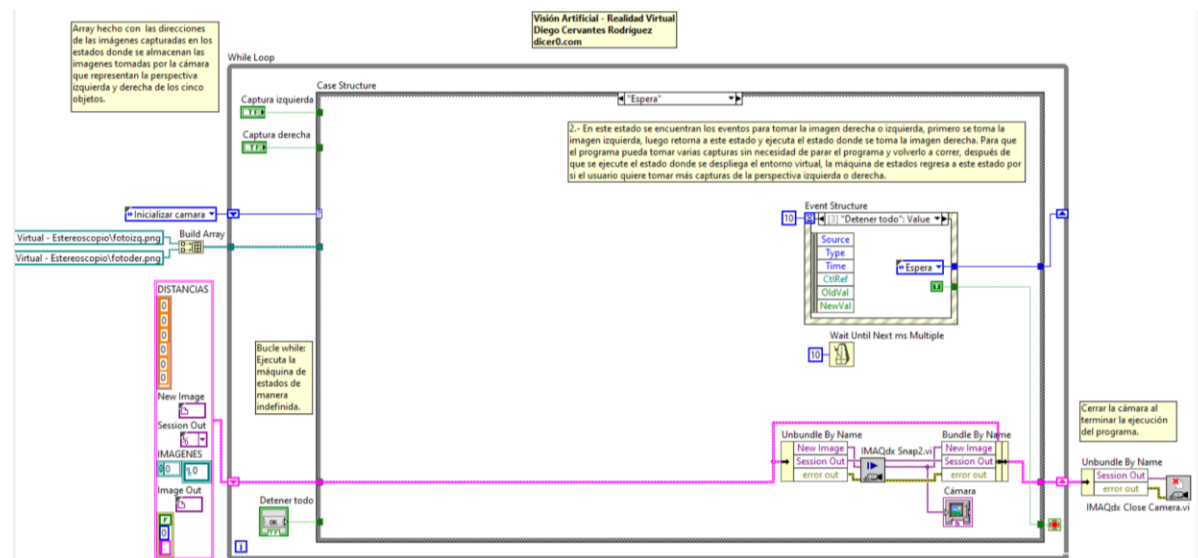 Visión Artificial - Realidad Virtual
Diego Cervantes Rodríguez
dicer0.com
Array hecho con las direcciones
de las imágenes capturadas en los
estados donde se almacenan las
imagenes tomadas por la cámara
que representan la perspectiva
izquierda y derecha de los cinco
objetos.
While Loop
Case Structure
Captura izquierda
TF
"Espera"
Captura derecha
TF
2.- En este estado se encuentran los eventos para tomar la imagen derecha o izquierda, primero se toma la
imagen izquierda, luego retorna a este estado y ejecuta el estado donde se toma la imagen derecha. Para que
el programa pueda tomar varias capturas sin necesidad de parar el programa y volverlo a correr, después de
que se ejecute el estado donde se despliega el entorno virtual, la máquina de estados regresa a este estado por
si el usuario quiere tomar más capturas de la perspectiva izquierda o derecha.
Inicializar camara
Event Structure
10
[3] "Detener todo": Value
Virtual - Estereoscopio\fotoizq.png
Build Array
Virtual - Estereoscopio\fotoder.png
Source
Type
Time
CtlRef
OldVal
NewVal
Espera
T
DISTANCIAS
0
0
0
0
0
0
Wait Until Next ms Multiple
10
Bucle while:
Ejecuta la
máquina de
estados de
manera
indefinida.
New Image
Session Out
IMAGENES
0
Image Out
F
0
Unbundle By Name
New Image
Session Out
error out
IMAQdx Snap2.vi
Bundle By Name
New Image
Session Out
error out
Cámara
Cerrar la cámara al
terminar la ejecución
del programa.
Unbundle By Name
Session Out
error out
IMAQdx Close Camera.vi
Detener todo
OK
TF
i